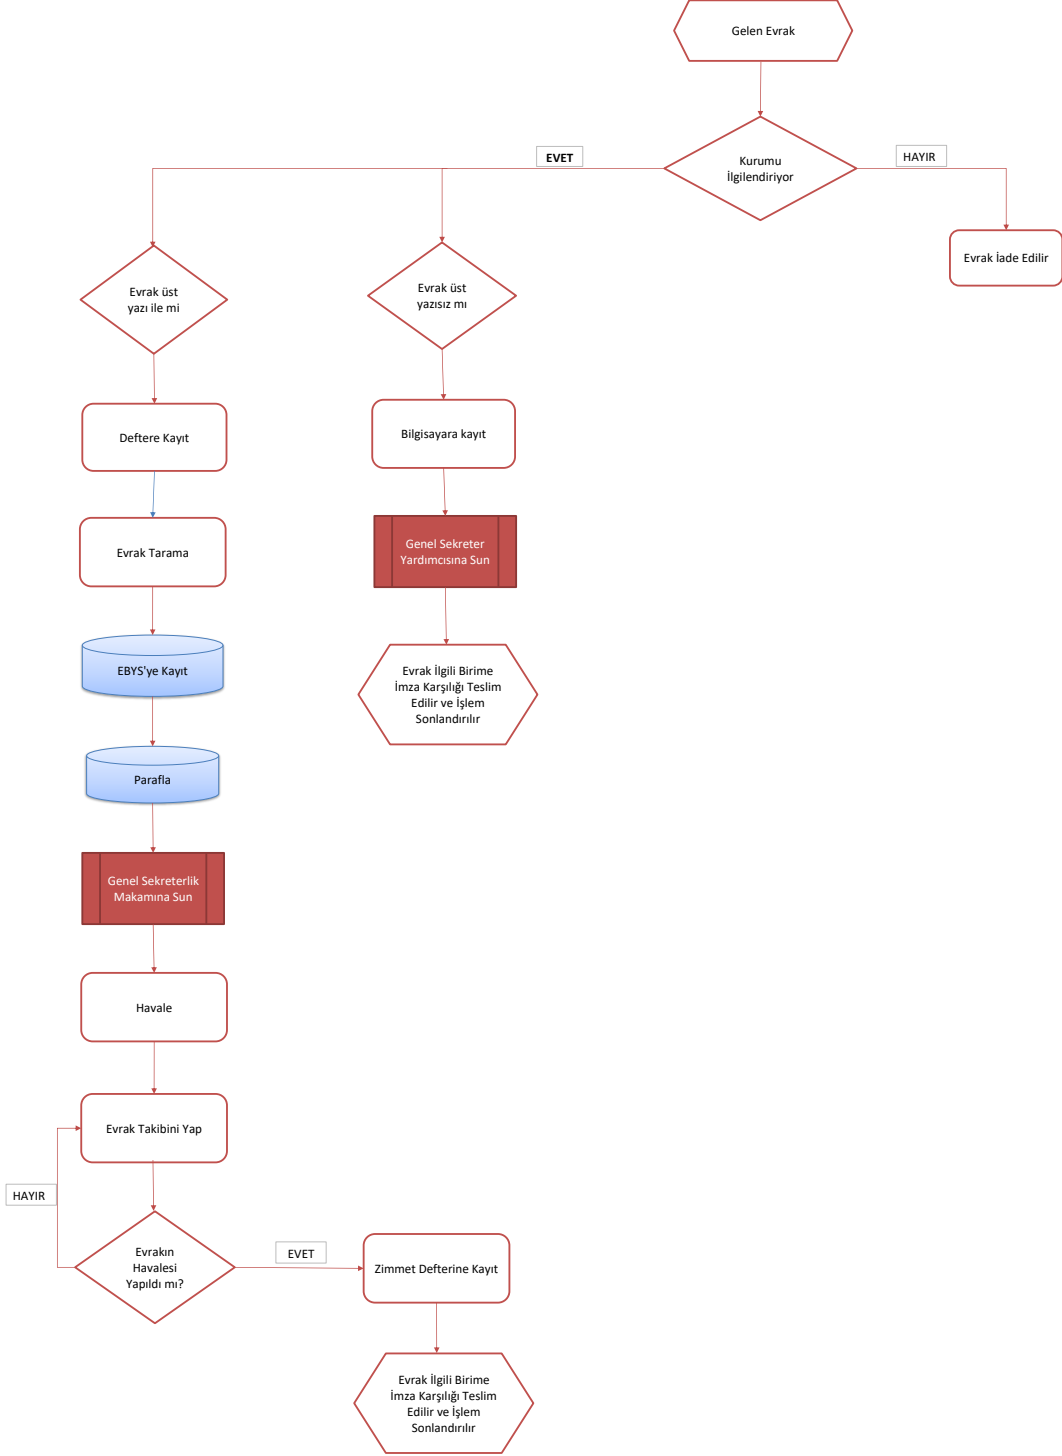 Gelen Evrak
Kurumu
İlgilendiriyor
EVET
HAYIR
Evrak İade Edilir
Evrak üst
yazı ile mi
Evrak üst
yazısız mı
Deftere Kayıt
Bilgisayara kayıt
Evrak Tarama
Genel Sekreter
Yardımcısına Sun
EBYS'ye Kayıt
Evrak İlgili Birime
İmza Karşılığı Teslim
Edilir ve İşlem
Sonlandırılır
Parafla
Genel Sekreterlik
Makamına Sun
Havale
Evrak Takibini Yap
HAYIR
Evrakın
Havalesi
Yapıldı mı?
EVET
Zimmet Defterine Kayıt
Evrak İlgili Birime
İmza Karşılığı Teslim
Edilir ve İşlem
Sonlandırılır